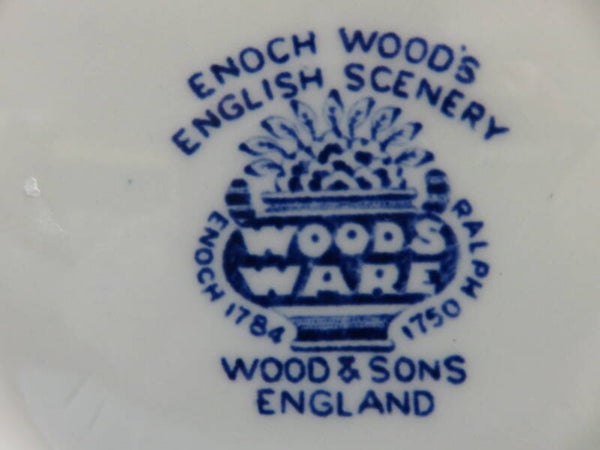 ENOCH WOOD'S
ENGLISH SCENERY
WOODS
WARE
ENOCH 1784
RALPH 1750
WOOD & SONS
ENGLAND